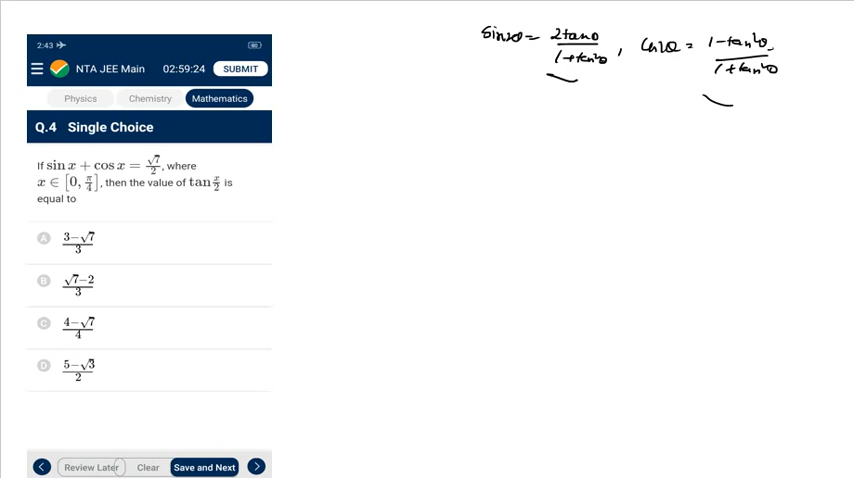 2:43
NTA JEE Main 02:59:24 SUBMIT
Physics Chemistry Mathematics
Q.4 Single Choice
If sin x + cos x = √7/2, where
x ∈ [0, π/4], then the value of tan x/2 is
equal to
A (3−√7)/3
B (√7−2)/3
C (4−√7)/4
D (5−√3)/2
Review Later Clear Save and Next
sin2θ = 2tanθ/(1+tan²θ), cos2θ = (1−tan²θ)/(1+tan²θ)